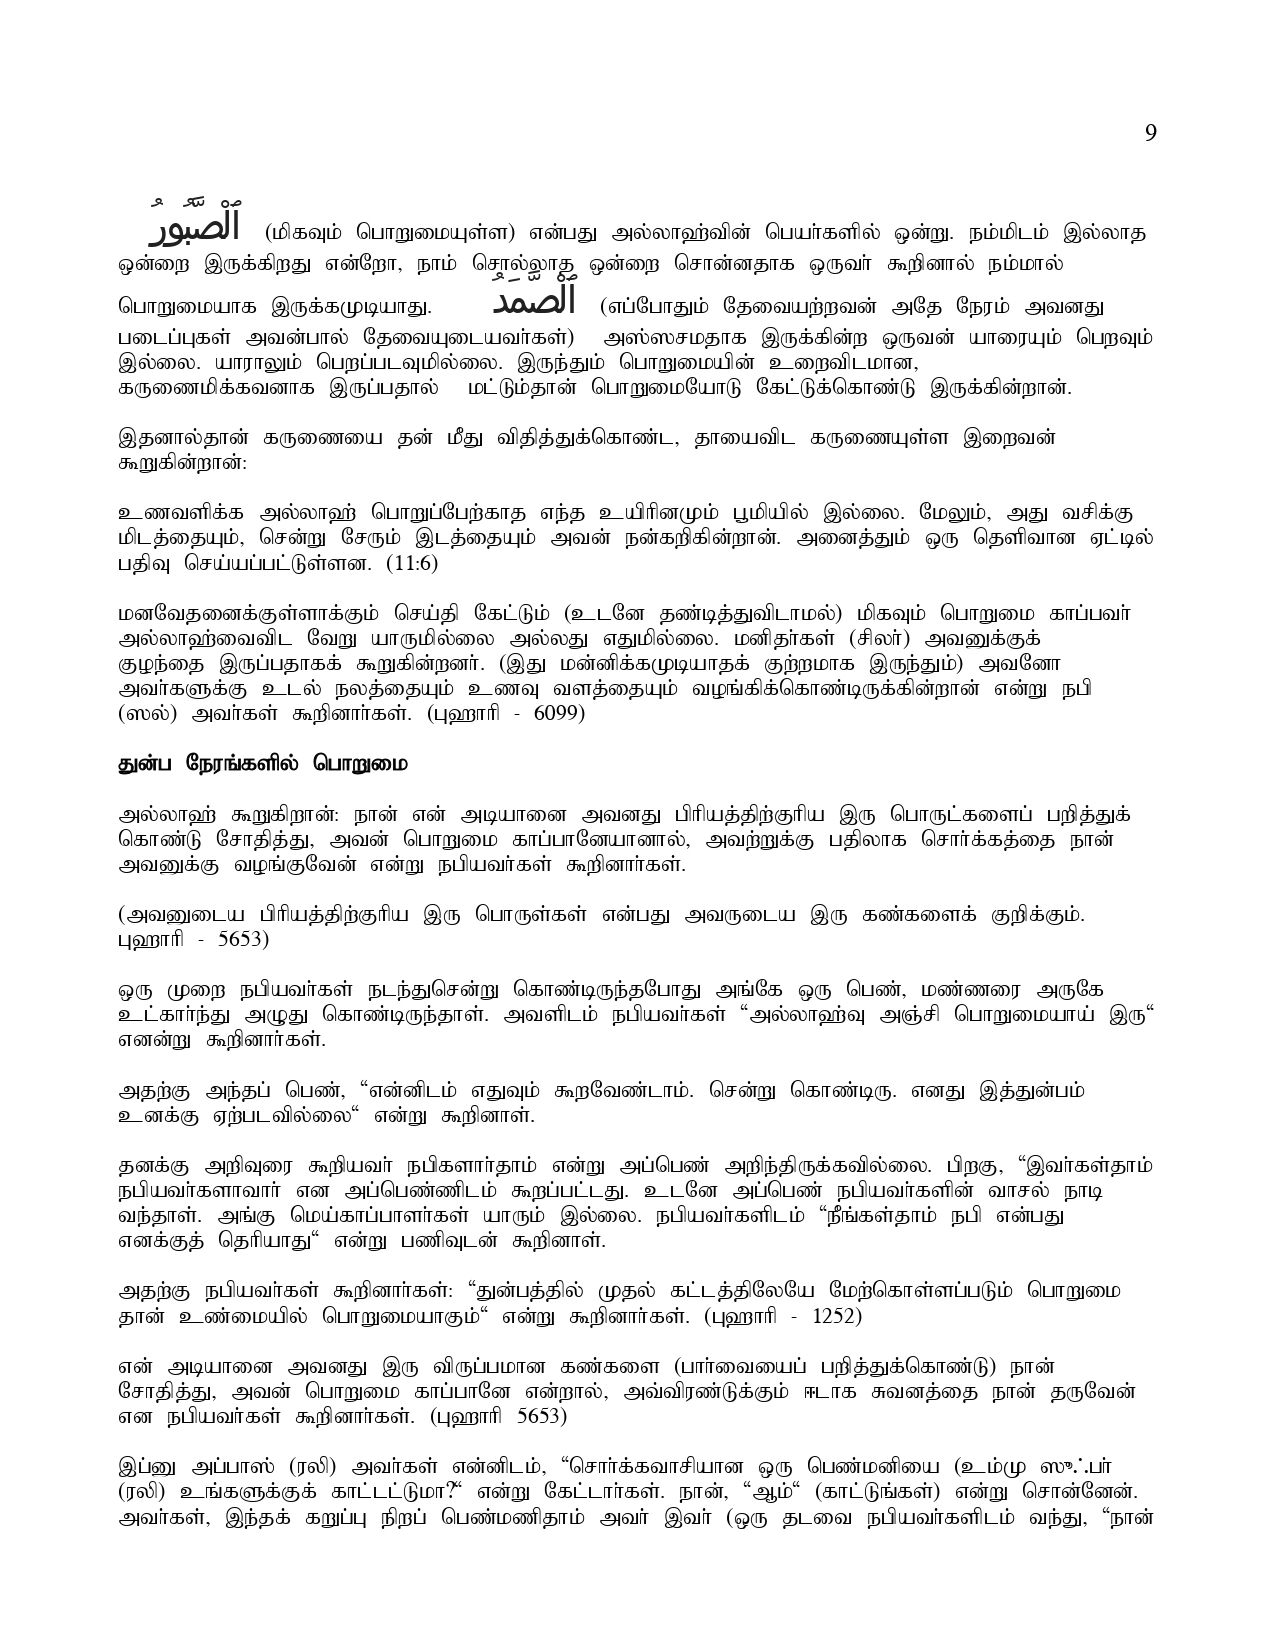 9
ٱلْصَّبُورُ (மிகவும் பொறுமையுள்ள) என்பது அல்லாஹ்வின் பெயர்களில் ஒன்று. நம்மிடம் இல்லாத
ஒன்றை இருக்கிறது என்றோ, நாம் சொல்லாத ஒன்றை சொன்னதாக ஒருவர் கூறினால் நம்மால்
பொறுமையாக இருக்கமுடியாது. ٱلْصَّمَدُ (எப்போதும் தேவையற்றவன் அதே நேரம் அவனது
படைப்புகள் அவன்பால் தேவையுடையவர்கள்) அஸ்ஸமதாக இருக்கின்ற ஒருவன் யாரையும் பெறவும்
இல்லை. யாராலும் பெறப்படவுமில்லை. இருந்தும் பொறுமையின் உறைவிடமான,
கருணைமிக்கவனாக இருப்பதால் மட்டும்தான் பொறுமையோடு கேட்டுக்கொண்டு இருக்கின்றான்.
இதனால்தான் கருணையை தன் மீது விதித்துக்கொண்ட, தாயைவிட கருணையுள்ள இறைவன்
கூறுகின்றான்:
உணவளிக்க அல்லாஹ் பொறுப்பேற்காத எந்த உயிரினமும் பூமியில் இல்லை. மேலும், அது வசிக்கு
மிடத்தையும், சென்று சேரும் இடத்தையும் அவன் நன்கறிகின்றான். அனைத்தும் ஒரு தெளிவான ஏட்டில்
பதிவு செய்யப்பட்டுள்ளன. (11:6)
மனவேதனைக்குள்ளாக்கும் செய்தி கேட்டும் (உடனே தண்டித்துவிடாமல்) மிகவும் பொறுமை காப்பவர்
அல்லாஹ்வைவிட வேறு யாருமில்லை அல்லது எதுமில்லை. மனிதர்கள் (சிலர்) அவனுக்குக்
குழந்தை இருப்பதாகக் கூறுகின்றனர். (இது மன்னிக்கமுடியாதக் குற்றமாக இருந்தும்) அவனோ
அவர்களுக்கு உடல் நலத்தையும் உணவு வளத்தையும் வழங்கிக்கொண்டிருக்கின்றான் என்று நபி
(ஸல்) அவர்கள் கூறினார்கள். (புஹாரி - 6099)
துன்ப நேரங்களில் பொறுமை
அல்லாஹ் கூறுகிறான்: நான் என் அடியானை அவனது பிரியத்திற்குரிய இரு பொருட்களைப் பறித்துக்
கொண்டு சோதித்து, அவன் பொறுமை காப்பானேயானால், அவற்றுக்கு பதிலாக சொர்க்கத்தை நான்
அவனுக்கு வழங்குவேன் என்று நபியவர்கள் கூறினார்கள்.
(அவனுடைய பிரியத்திற்குரிய இரு பொருள்கள் என்பது அவருடைய இரு கண்களைக் குறிக்கும்.
புஹாரி - 5653)
ஒரு முறை நபியவர்கள் நடந்துசென்று கொண்டிருந்தபோது அங்கே ஒரு பெண், மண்ணரை அருகே
உட்கார்ந்து அழுது கொண்டிருந்தாள். அவளிடம் நபியவர்கள் “அல்லாஹ்வு அஞ்சி பொறுமையாய் இரு“
எனன்று கூறினார்கள்.
அதற்கு அந்தப் பெண், “என்னிடம் எதுவும் கூறவேண்டாம். சென்று கொண்டிரு. எனது இத்துன்பம்
உனக்கு ஏற்படவில்லை“ என்று கூறினாள்.
தனக்கு அறிவுரை கூறியவர் நபிகளார்தாம் என்று அப்பெண் அறிந்திருக்கவில்லை. பிறகு, “இவர்கள்தாம்
நபியவர்களாவார் என அப்பெண்ணிடம் கூறப்பட்டது. உடனே அப்பெண் நபியவர்களின் வாசல் நாடி
வந்தாள். அங்கு மெய்காப்பாளர்கள் யாரும் இல்லை. நபியவர்களிடம் “நீங்கள்தாம் நபி என்பது
எனக்குத் தெரியாது“ என்று பணிவுடன் கூறினாள்.
அதற்கு நபியவர்கள் கூறினார்கள்: “துன்பத்தில் முதல் கட்டத்திலேயே மேற்கொள்ளப்படும் பொறுமை
தான் உண்மையில் பொறுமையாகும்“ என்று கூறினார்கள். (புஹாரி - 1252)
என் அடியானை அவனது இரு விருப்பமான கண்களை (பார்வையைப் பறித்துக்கொண்டு) நான்
சோதித்து, அவன் பொறுமை காப்பானே என்றால், அவ்விரண்டுக்கும் ஈடாக சுவனத்தை நான் தருவேன்
என நபியவர்கள் கூறினார்கள். (புஹாரி 5653)
இப்னு அப்பாஸ் (ரலி) அவர்கள் என்னிடம், “சொர்க்கவாசியான ஒரு பெண்மனியை (உம்மு ஸூஃபர்
(ரலி) உங்களுக்குக் காட்டட்டுமா?“ என்று கேட்டார்கள். நான், “ஆம்“ (காட்டுங்கள்) என்று சொன்னேன்.
அவர்கள், இந்தக் கறுப்பு நிறப் பெண்மணிதாம் அவர் இவர் (ஒரு தடவை நபியவர்களிடம் வந்து, “நான்